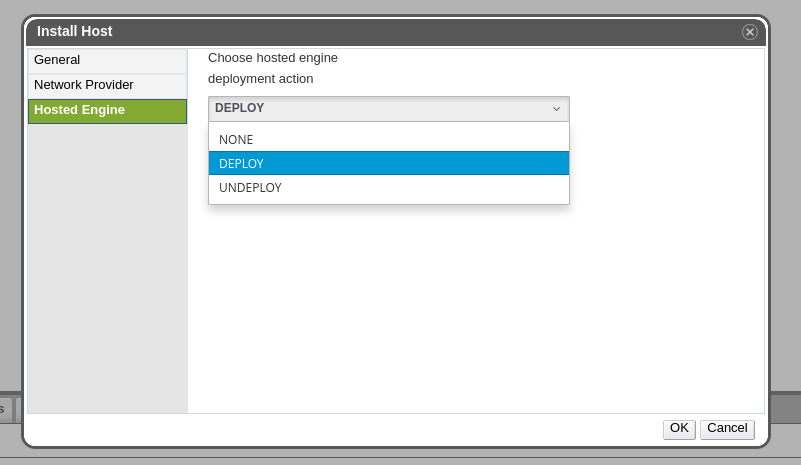 Install Host
General
Network Provider
Hosted Engine
Choose hosted engine
deployment action
DEPLOY
NONE
DEPLOY
UNDEPLOY
s
OK
Cancel